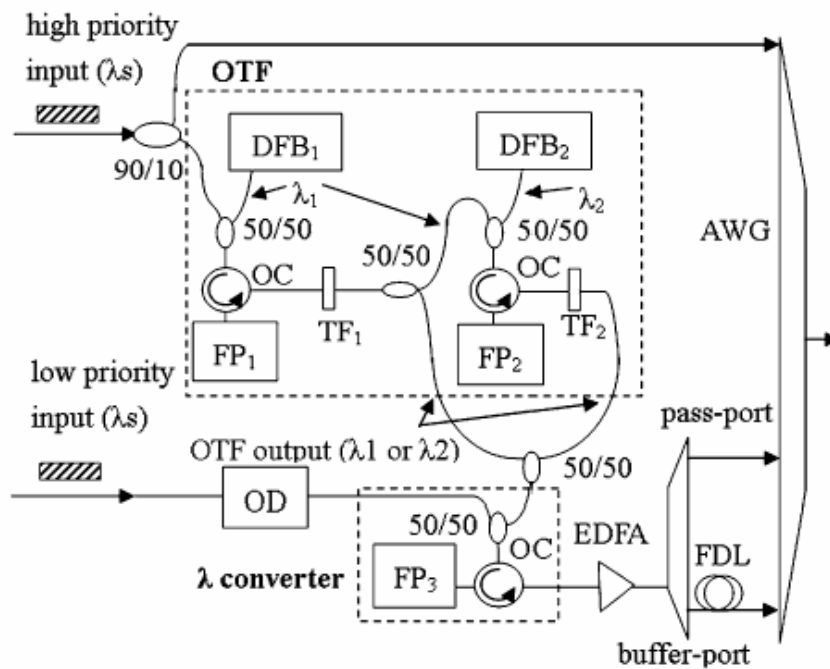 high priority
input (λs)
OTF
DFB₁
DFB₂
90/10
λ₁
λ₂
50/50
50/50
50/50
AWG
OC
OC
TF₁
TF₂
FP₁
FP₂
low priority
input (λs)
pass-port
OTF output (λ1 or λ2)
50/50
OD
50/50
OC
EDFA
FDL
λ converter
FP₃
buffer-port